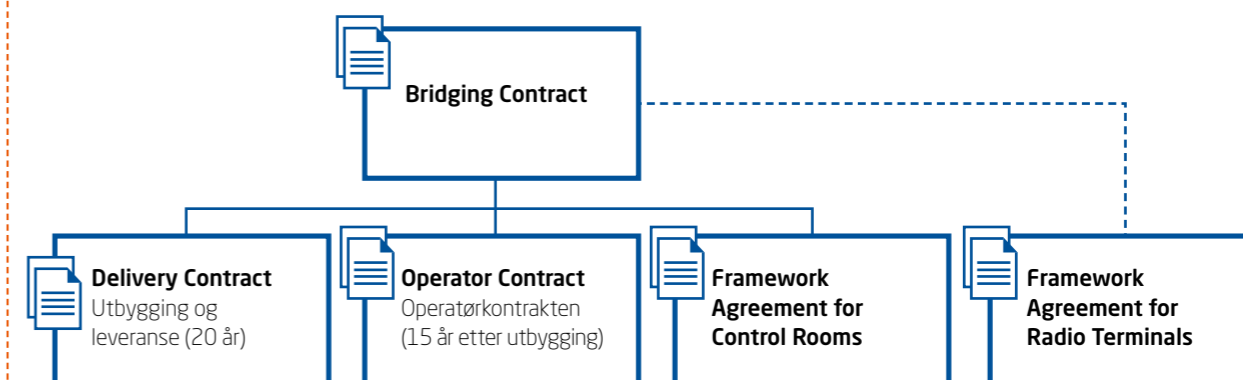 Bridging Contract
Delivery Contract
Utbygging og
leveranse (20 år)
Operator Contract
Operatørkontrakten
(15 år etter utbygging)
Framework
Agreement for
Control Rooms
Framework
Agreement for
Radio Terminals